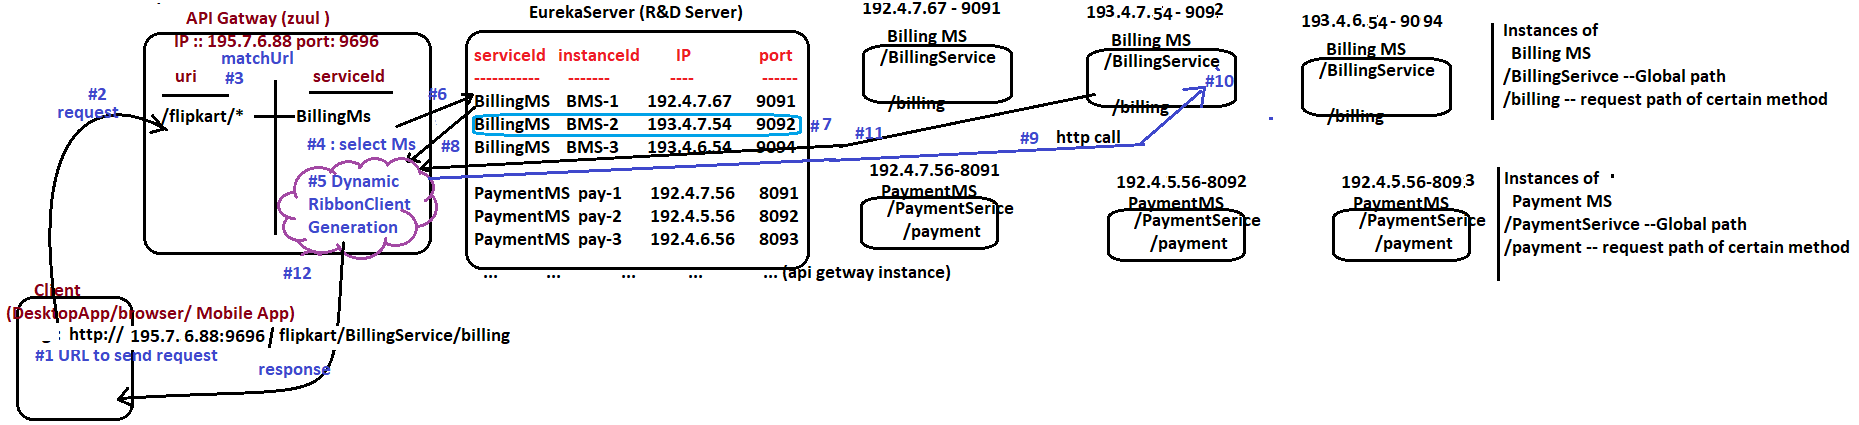 API Gatway (zuul )
IP :: 195.7.6.88 port: 9696
matchUrl
uri #3 serviceId
#2
request
/flipkart/* BillingMs
#4 : select Ms
#5 Dynamic
RibbonClient
Generation
#6
#8
#12
EurekaServer (R&D Server)
serviceId instanceId IP port
----------- ------- ---- ------
BillingMS BMS-1 192.4.7.67 9091
BillingMS BMS-2 193.4.7.54 9092
BillingMS BMS-3 193.4.6.54 9094
PaymentMS pay-1 192.4.7.56 8091
PaymentMS pay-2 192.4.5.56 8092
PaymentMS pay-3 192.4.6.56 8093
... ... ... ... ... (api getway instance)
#7
#11
#9 http call
#10
192.4.7.67 - 9091
Billing MS
/BillingService
/billing
193.4.7.54 - 9092
Billing MS
/BillingService
/billing
193.4.6.54 - 9094
Billing MS
/BillingService
/billing
Instances of
Billing MS
/BillingSerivce --Global path
/billing -- request path of certain method
192.4.7.56-8091
PaymentMS
/PaymentSerice
/payment
192.4.5.56-8092
PaymentMS
/PaymentSerice
/payment
192.4.5.56-8093
PaymentMS
/PaymentSerice
/payment
Instances of
Payment MS
/PaymentSerivce --Global path
/payment -- request path of certain method
Client
(DesktopApp/browser/ Mobile App)
: http:// 195.7. 6.88:9696 / flipkart/BillingService/billing
#1 URL to send request
response